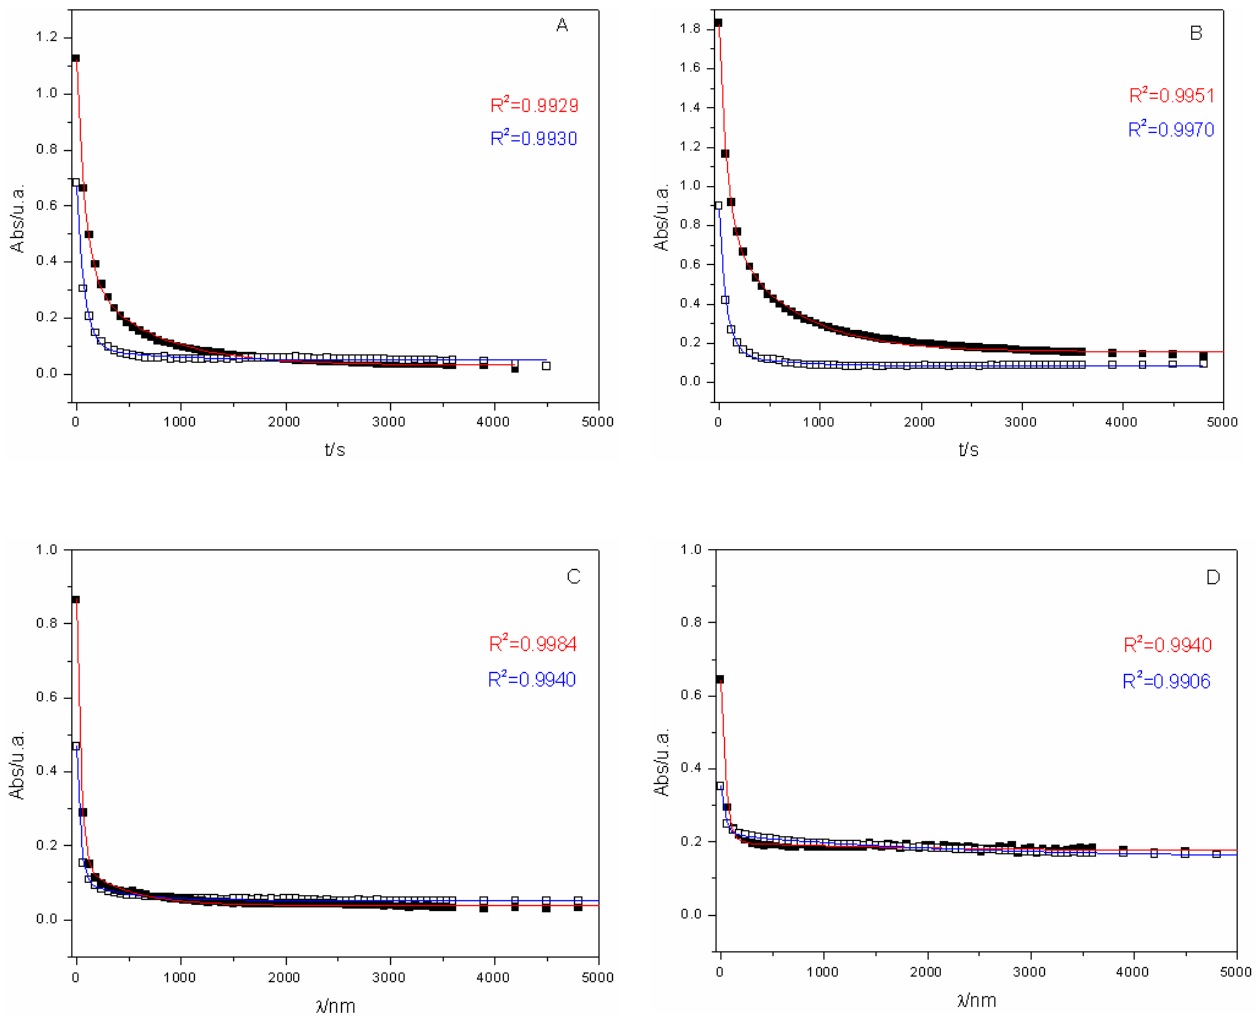 A
R²=0.9929
R²=0.9930
Abs/u.a.
1.2
1.0
0.8
0.6
0.4
0.2
0.0
0 1000 2000 3000 4000 5000
t/s
B
R²=0.9951
R²=0.9970
Abs/u.a.
1.8
1.6
1.4
1.2
1.0
0.8
0.6
0.4
0.2
0.0
0 1000 2000 3000 4000 5000
t/s
C
R²=0.9984
R²=0.9940
Abs/u.a.
1.0
0.8
0.6
0.4
0.2
0.0
0 1000 2000 3000 4000 5000
λ/nm
D
R²=0.9940
R²=0.9906
Abs/u.a.
1.0
0.8
0.6
0.4
0.2
0.0
0 1000 2000 3000 4000 5000
λ/nm